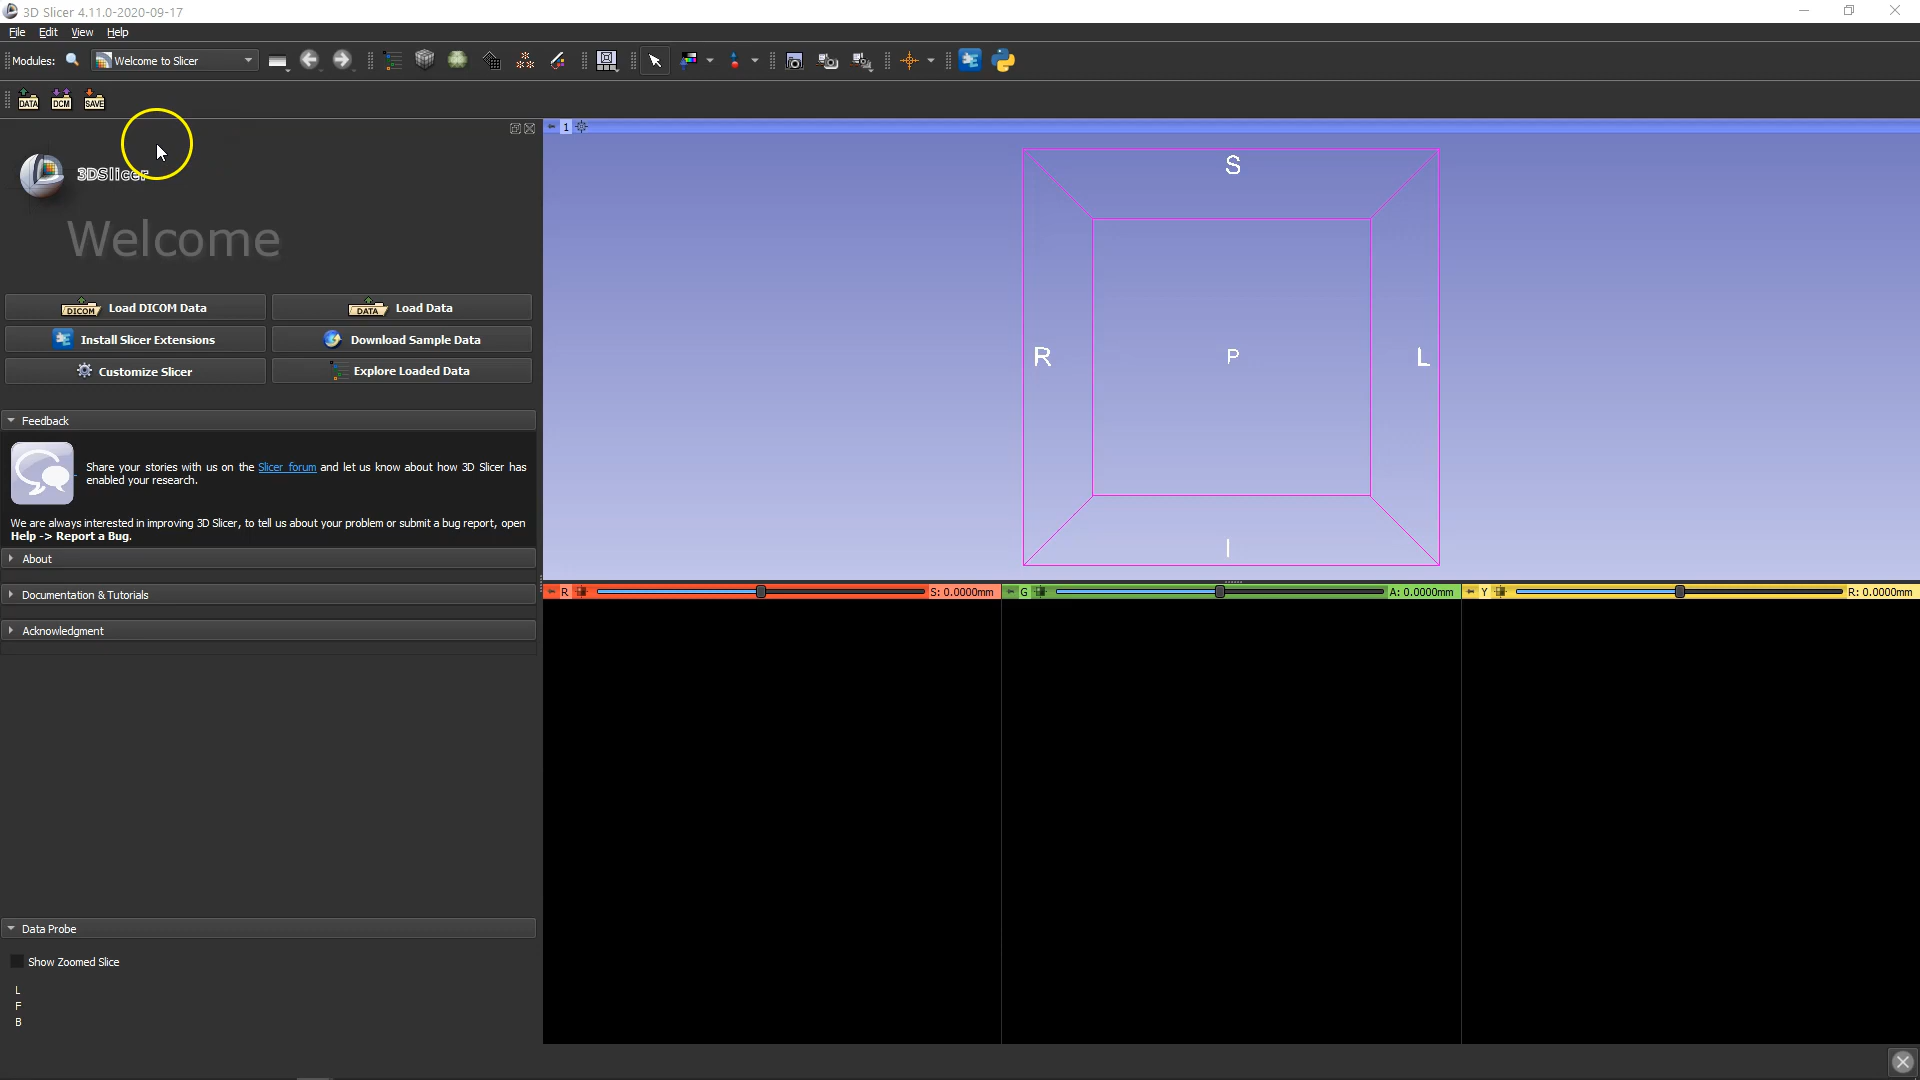 3D Slicer 4.11.0-2020-09-17
File Edit View Help
Modules: Welcome to Slicer
DATA DCM SAVE
1
3DSlicer
Welcome
DICOM Load DICOM Data
DATA Load Data
Install Slicer Extensions
Download Sample Data
Customize Slicer
Explore Loaded Data
Feedback
Share your stories with us on the Slicer forum and let us know about how 3D Slicer has
enabled your research.
We are always interested in improving 3D Slicer, to tell us about your problem or submit a bug report, open
Help -> Report a Bug.
About
Documentation & Tutorials
Acknowledgment
Data Probe
Show Zoomed Slice
L
F
B
S
R P L
I
R S: 0.0000mm
G A: 0.0000mm
Y R: 0.0000mm